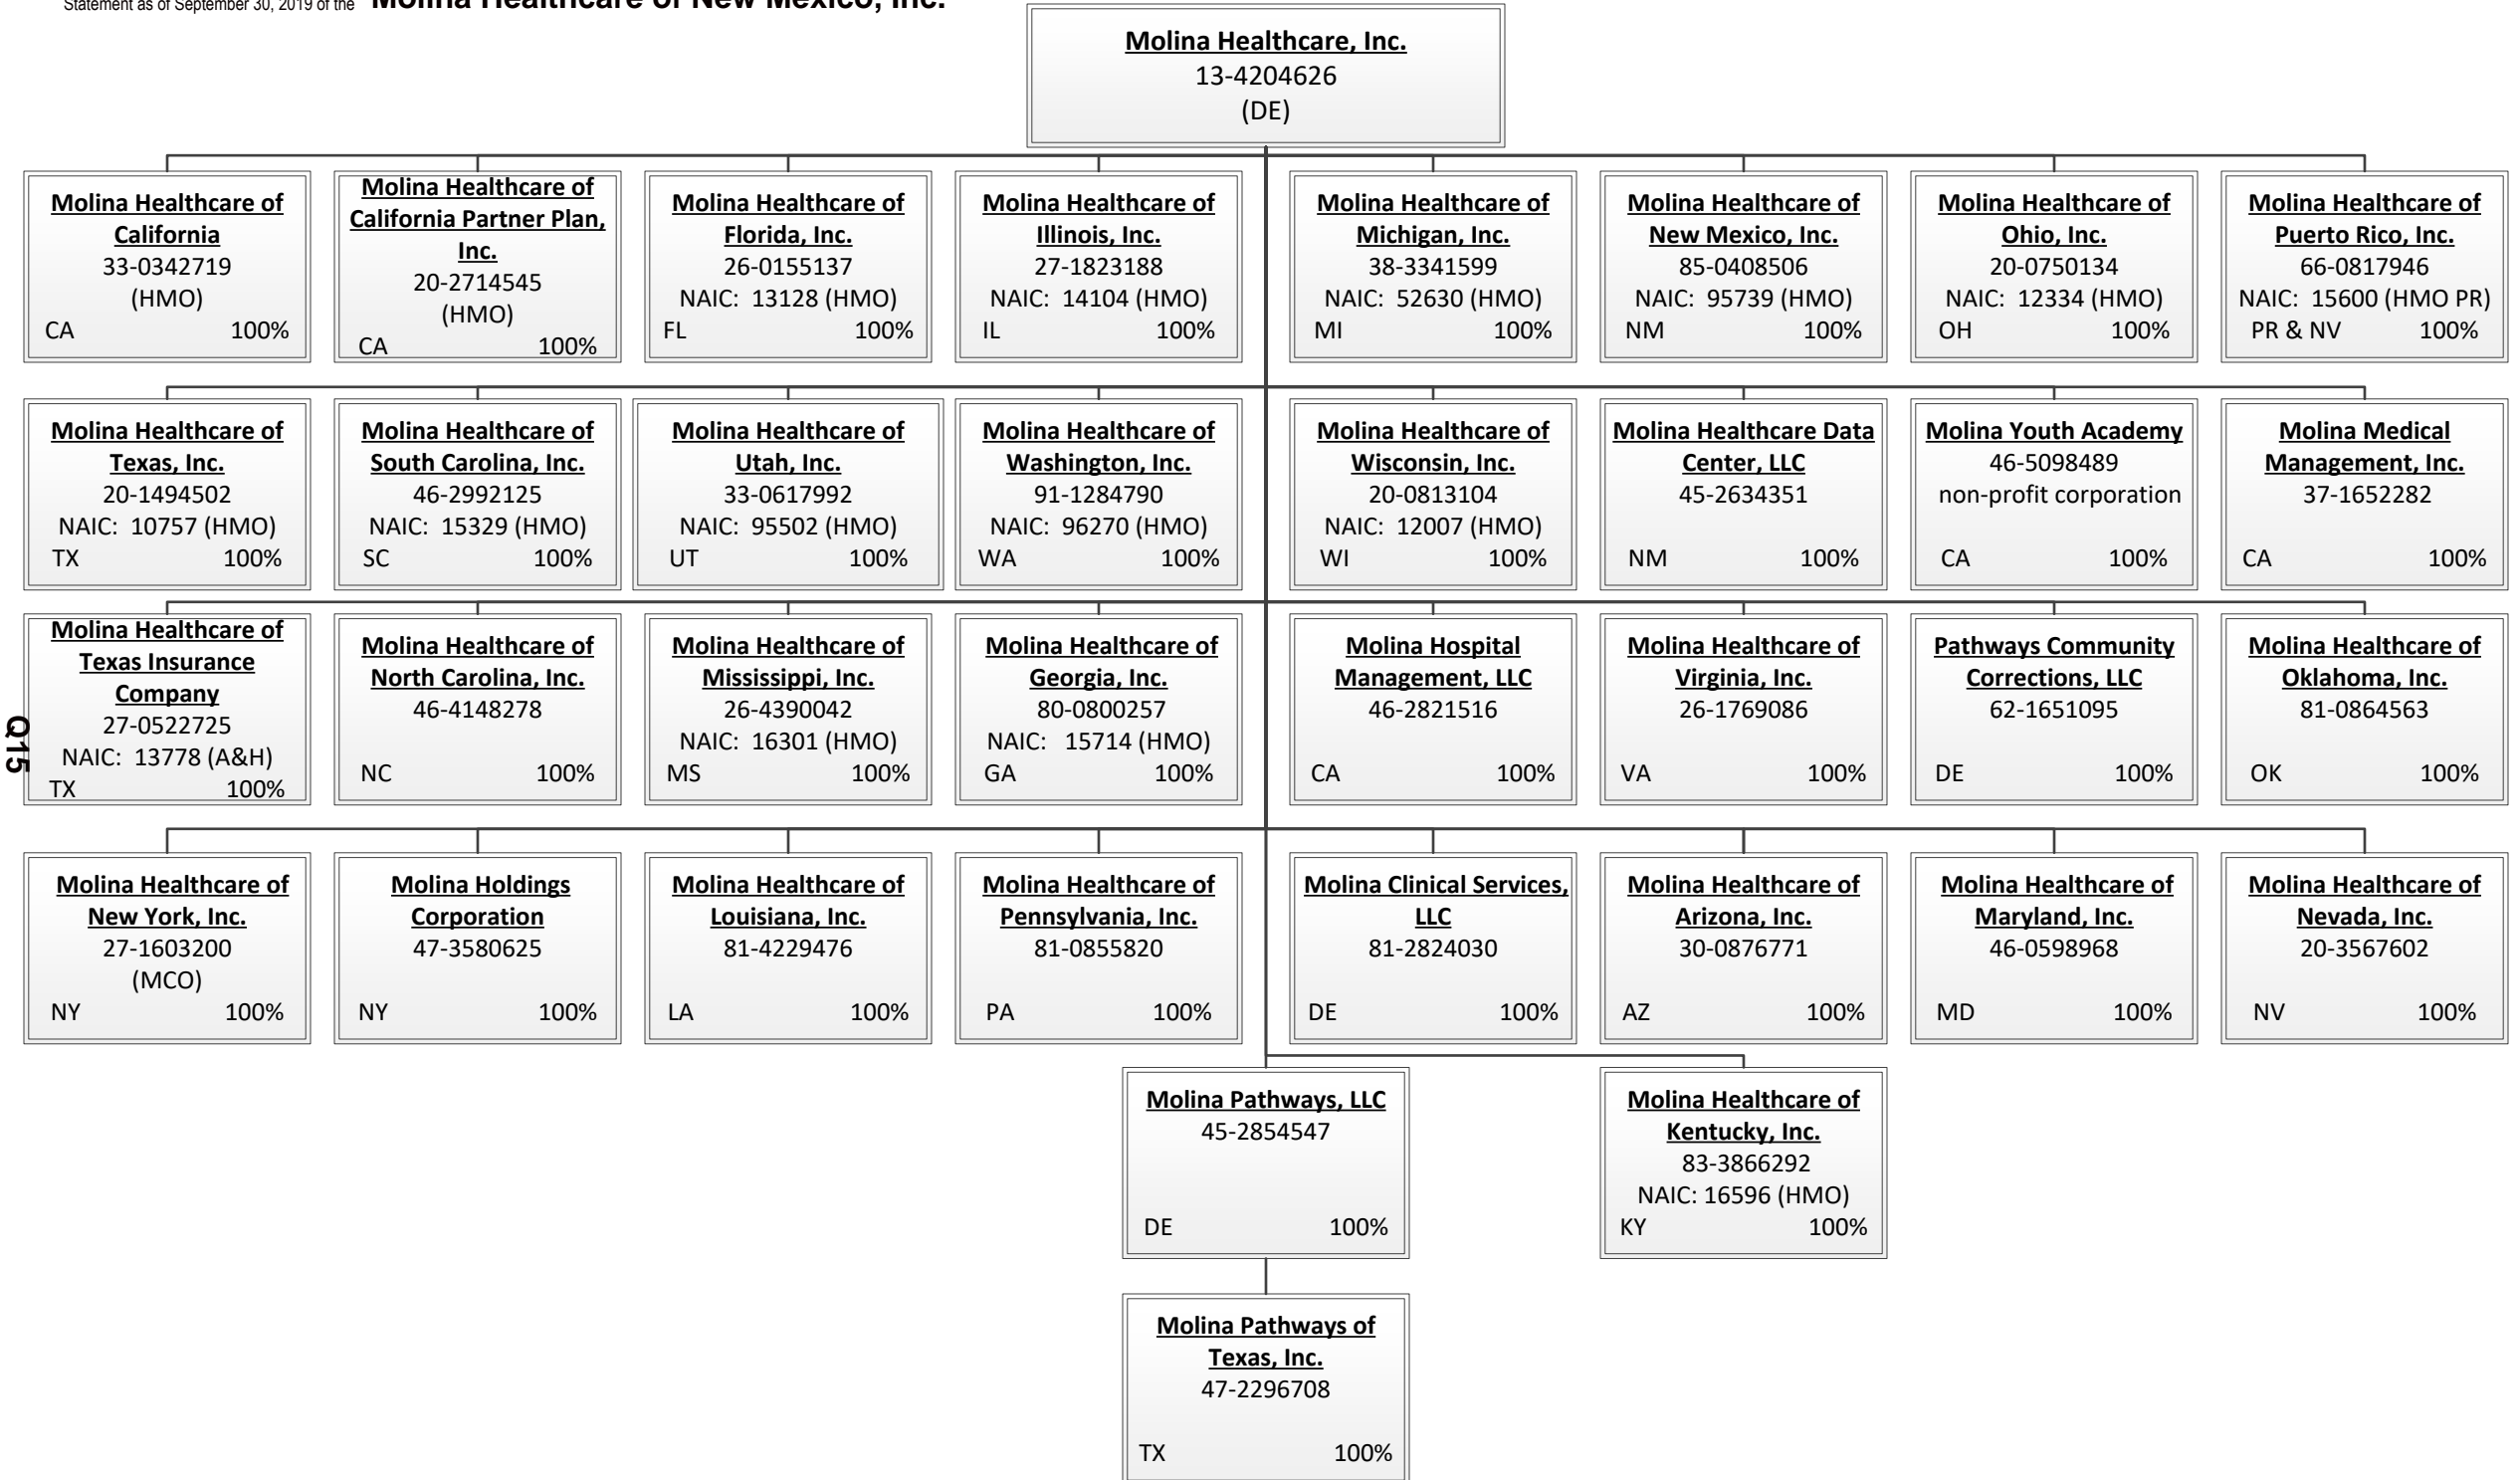 Statement as of September 30, 2019 of the Molina Healthcare of New Mexico, Inc.
Molina Healthcare, Inc.
13-4204626
(DE)
Molina Healthcare of
California
33-0342719
(HMO)
CA 100%
Molina Healthcare of
California Partner Plan,
Inc.
20-2714545
(HMO)
CA 100%
Molina Healthcare of
Florida, Inc.
26-0155137
NAIC: 13128 (HMO)
FL 100%
Molina Healthcare of
Illinois, Inc.
27-1823188
NAIC: 14104 (HMO)
IL 100%
Molina Healthcare of
Michigan, Inc.
38-3341599
NAIC: 52630 (HMO)
MI 100%
Molina Healthcare of
New Mexico, Inc.
85-0408506
NAIC: 95739 (HMO)
NM 100%
Molina Healthcare of
Ohio, Inc.
20-0750134
NAIC: 12334 (HMO)
OH 100%
Molina Healthcare of
Puerto Rico, Inc.
66-0817946
NAIC: 15600 (HMO PR)
PR & NV 100%
Molina Healthcare of
Texas, Inc.
20-1494502
NAIC: 10757 (HMO)
TX 100%
Molina Healthcare of
South Carolina, Inc.
46-2992125
NAIC: 15329 (HMO)
SC 100%
Molina Healthcare of
Utah, Inc.
33-0617992
NAIC: 95502 (HMO)
UT 100%
Molina Healthcare of
Washington, Inc.
91-1284790
NAIC: 96270 (HMO)
WA 100%
Molina Healthcare of
Wisconsin, Inc.
20-0813104
NAIC: 12007 (HMO)
WI 100%
Molina Healthcare Data
Center, LLC
45-2634351
NM 100%
Molina Youth Academy
46-5098489
non-profit corporation
CA 100%
Molina Medical
Management, Inc.
37-1652282
CA 100%
Molina Healthcare of
Texas Insurance
Company
27-0522725
NAIC: 13778 (A&H)
TX 100%
Molina Healthcare of
North Carolina, Inc.
46-4148278
NC 100%
Molina Healthcare of
Mississippi, Inc.
26-4390042
NAIC: 16301 (HMO)
MS 100%
Molina Healthcare of
Georgia, Inc.
80-0800257
NAIC: 15714 (HMO)
GA 100%
Molina Hospital
Management, LLC
46-2821516
CA 100%
Molina Healthcare of
Virginia, Inc.
26-1769086
VA 100%
Pathways Community
Corrections, LLC
62-1651095
DE 100%
Molina Healthcare of
Oklahoma, Inc.
81-0864563
OK 100%
Q15
Molina Healthcare of
New York, Inc.
27-1603200
(MCO)
NY 100%
Molina Holdings
Corporation
47-3580625
NY 100%
Molina Healthcare of
Louisiana, Inc.
81-4229476
LA 100%
Molina Healthcare of
Pennsylvania, Inc.
81-0855820
PA 100%
Molina Clinical Services,
LLC
81-2824030
DE 100%
Molina Healthcare of
Arizona, Inc.
30-0876771
AZ 100%
Molina Healthcare of
Maryland, Inc.
46-0598968
MD 100%
Molina Healthcare of
Nevada, Inc.
20-3567602
NV 100%
Molina Pathways, LLC
45-2854547
DE 100%
Molina Healthcare of
Kentucky, Inc.
83-3866292
NAIC: 16596 (HMO)
KY 100%
Molina Pathways of
Texas, Inc.
47-2296708
TX 100%